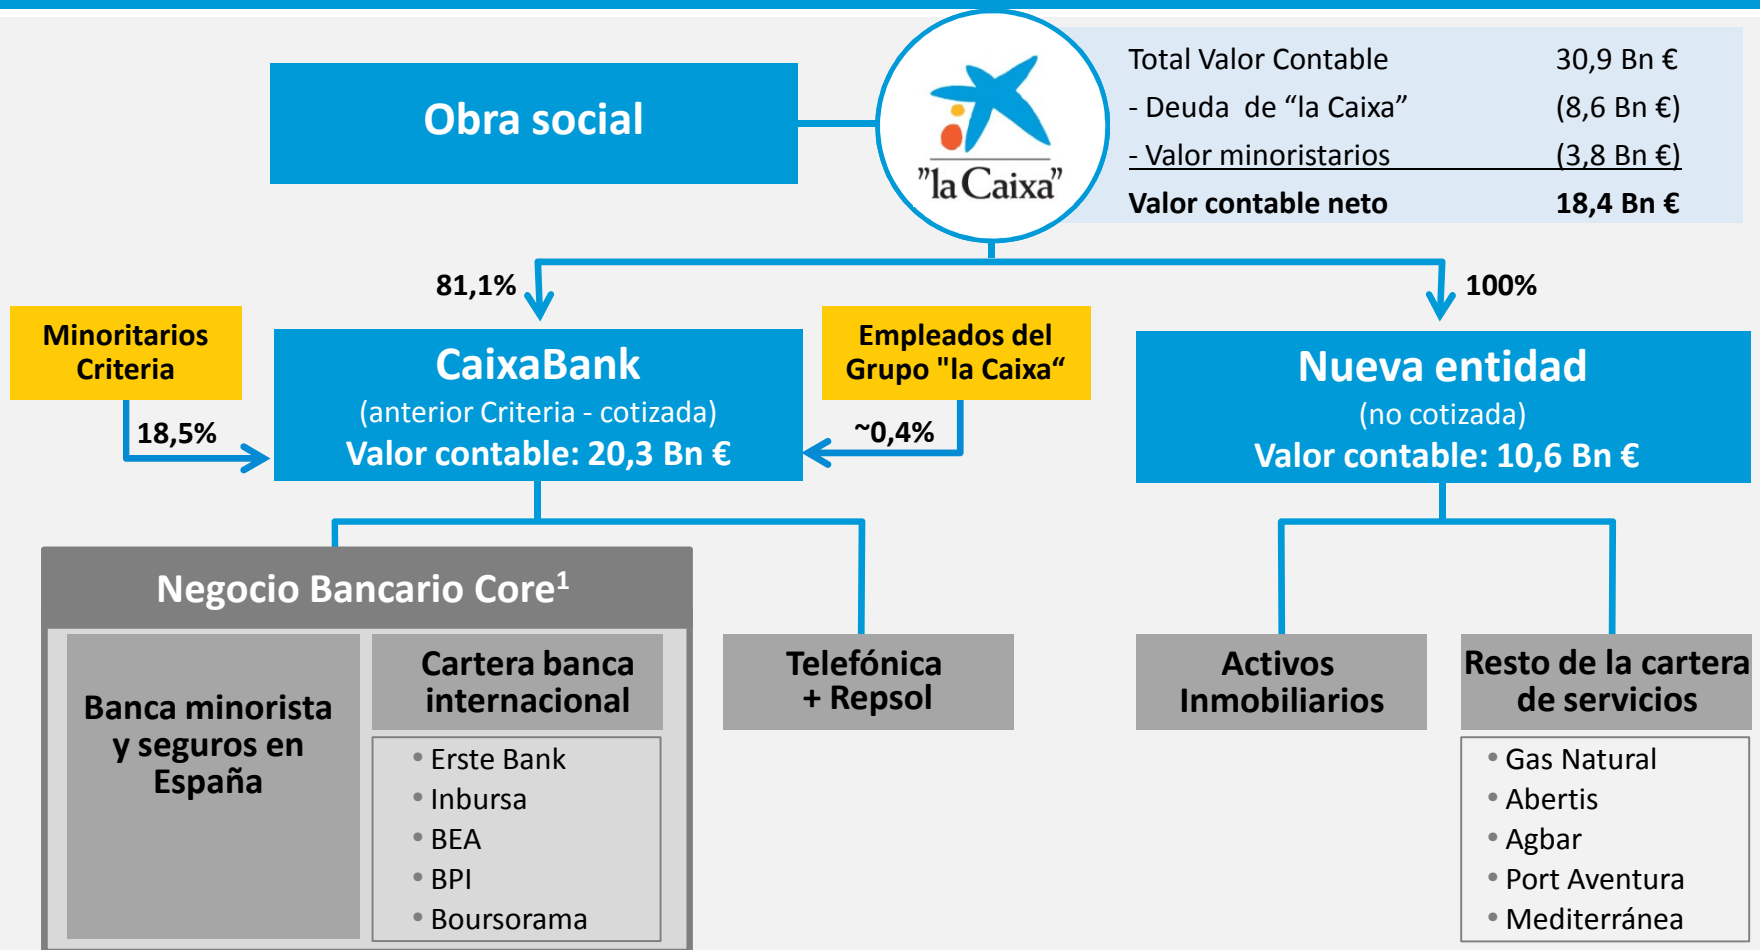 Obra social
"la Caixa”
Total Valor Contable 30,9 Bn €
- Deuda de “la Caixa” (8,6 Bn €)
- Valor minoristarios (3,8 Bn €)
Valor contable neto 18,4 Bn €
81,1%
100%
Minoritarios
Criteria
18,5%
CaixaBank
(anterior Criteria - cotizada)
Valor contable: 20,3 Bn €
Empleados del
Grupo "la Caixa“
~0,4%
Nueva entidad
(no cotizada)
Valor contable: 10,6 Bn €
Negocio Bancario Core¹
Banca minorista
y seguros en
España
Cartera banca
internacional
• Erste Bank
• Inbursa
• BEA
• BPI
• Boursorama
Telefónica
+ Repsol
Activos
Inmobiliarios
Resto de la cartera
de servicios
• Gas Natural
• Abertis
• Agbar
• Port Aventura
• Mediterránea